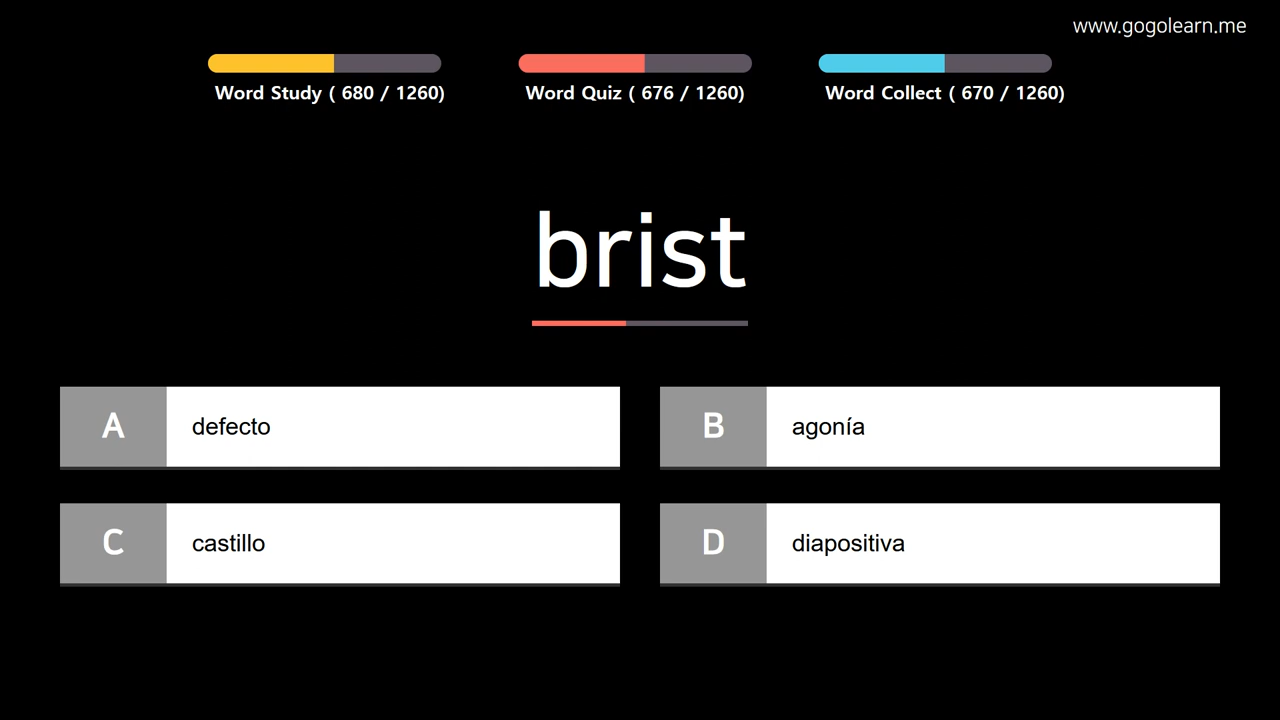 www.gogolearn.me
Word Study ( 680 / 1260)
Word Quiz ( 676 / 1260)
Word Collect ( 670 / 1260)
brist
A defecto
B agonía
C castillo
D diapositiva